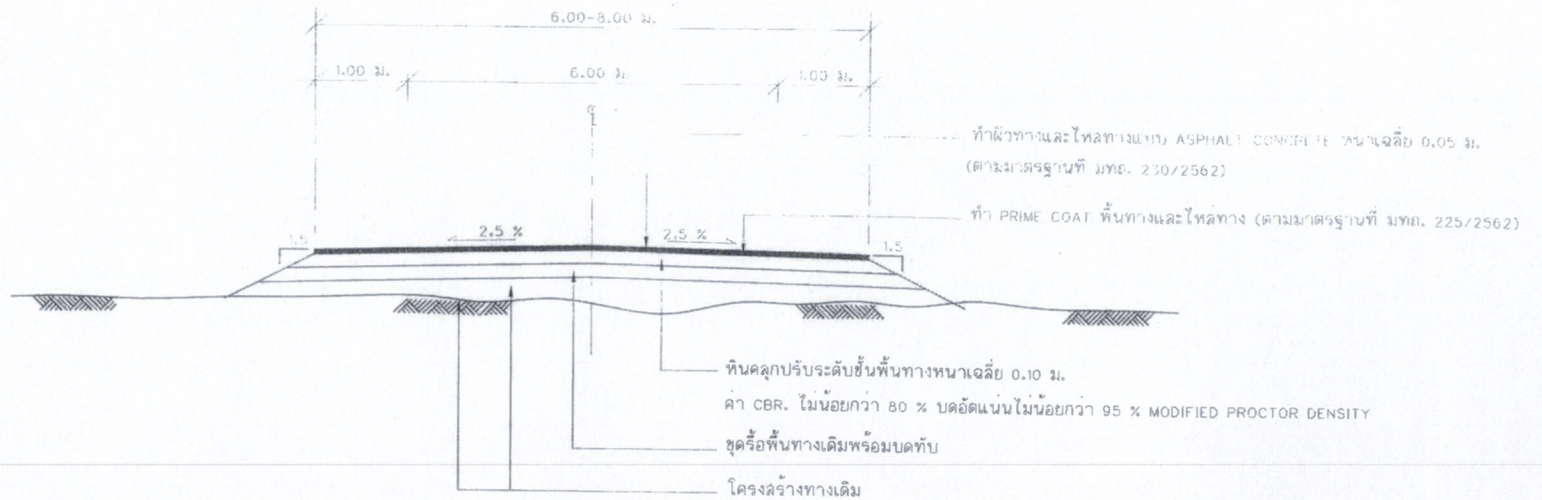 6.00-8.00 ม.
1.00 ม.
6.00 ม.
1.00 ม.
ทำผิวทางและไหล่ทางแบบ ASPHALT CONCRETE หนาเฉลี่ย 0.05 ม.
(ตามมาตรฐานที่ มทถ. 230/2562)
ทำ PRIME COAT พื้นทางและไหล่ทาง (ตามมาตรฐานที่ มทถ. 225/2562)
1.5
2.5 %
2.5 %
1.5
หินคลุกปรับระดับชั้นพื้นทางหนาเฉลี่ย 0.10 ม.
ค่า CBR. ไม่น้อยกว่า 80 % บดอัดแน่นไม่น้อยกว่า 95 % MODIFIED PROCTOR DENSITY
ขุดรื้อพื้นทางเดิมพร้อมบดทับ
โครงสร้างทางเดิม